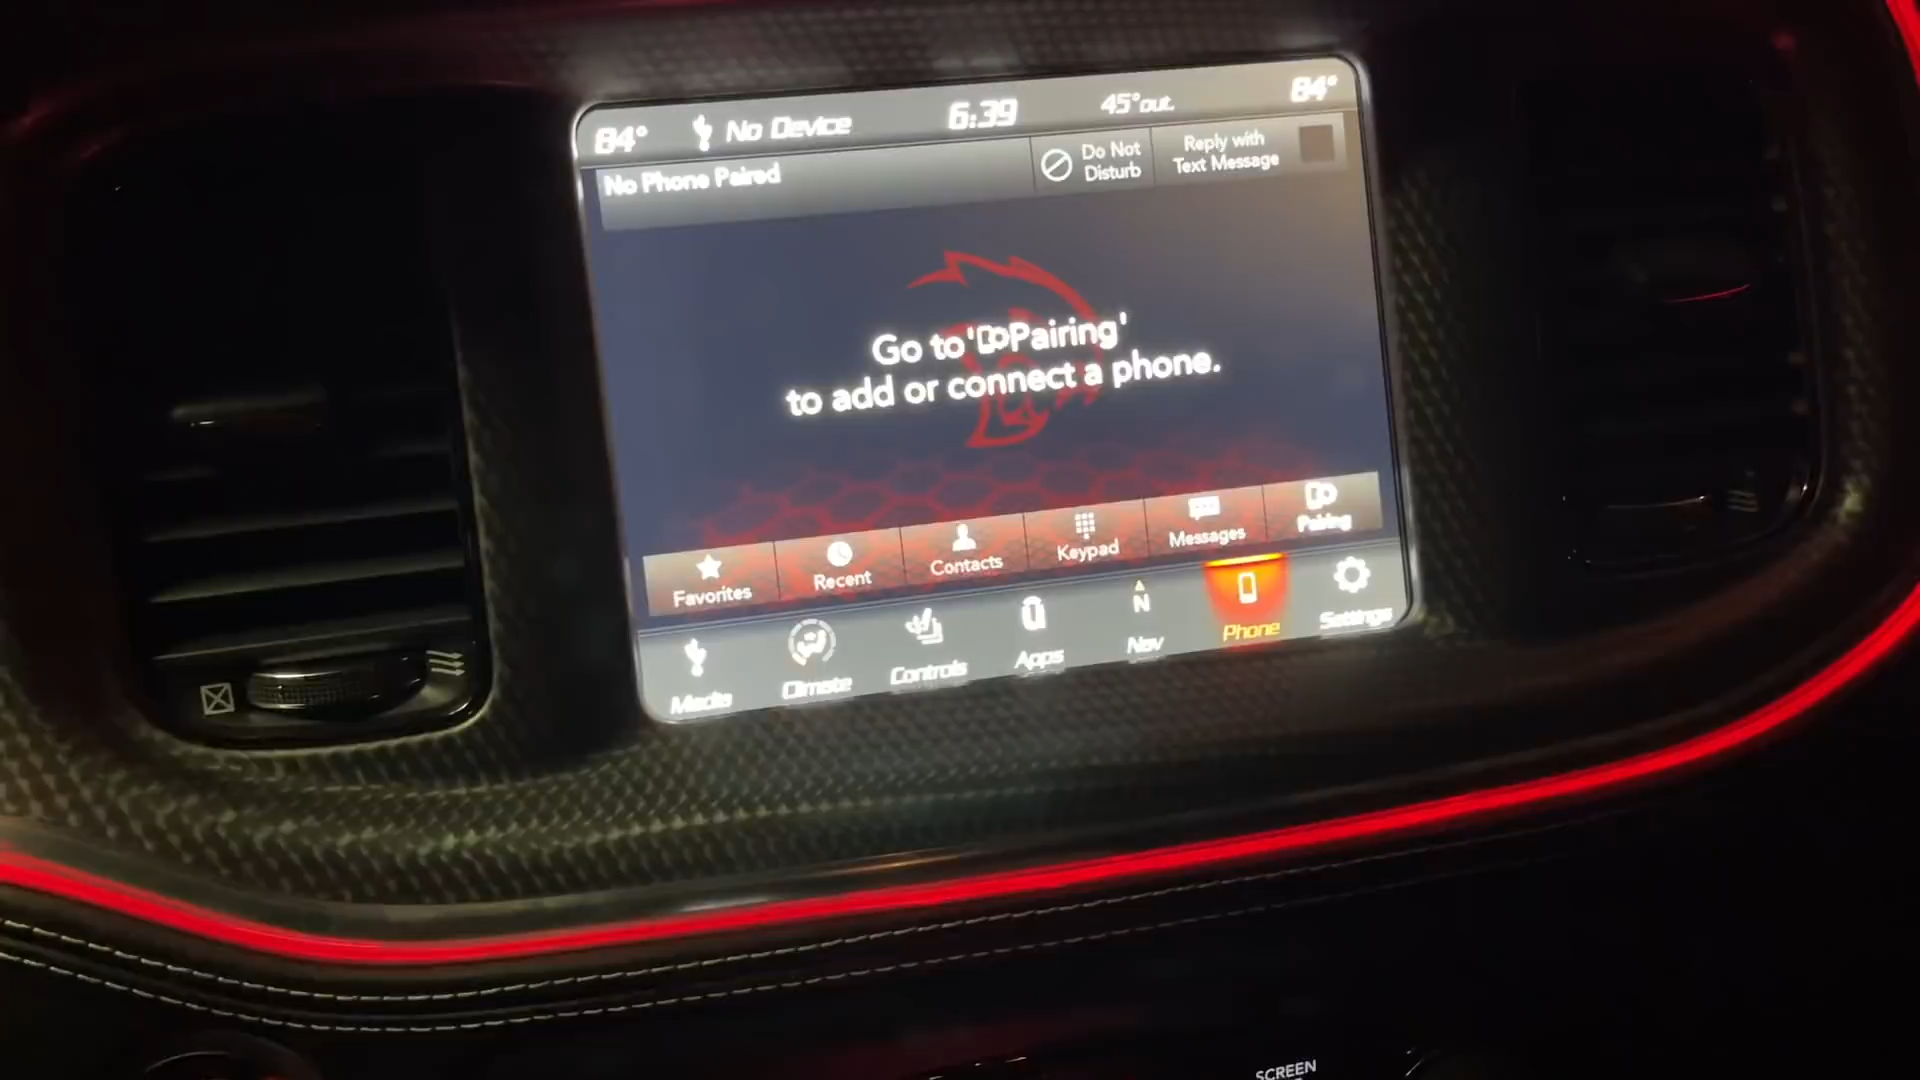 84° No Device 6:39 45°out. 84°
No Phone Paired
Do Not
Disturb
Reply with
Text Message
Go to 'Pairing'
to add or connect a phone.
Favorites Recent Contacts Keypad Messages Pairing
N
Media Climate Controls Apps Nav Phone Settings
SCREEN